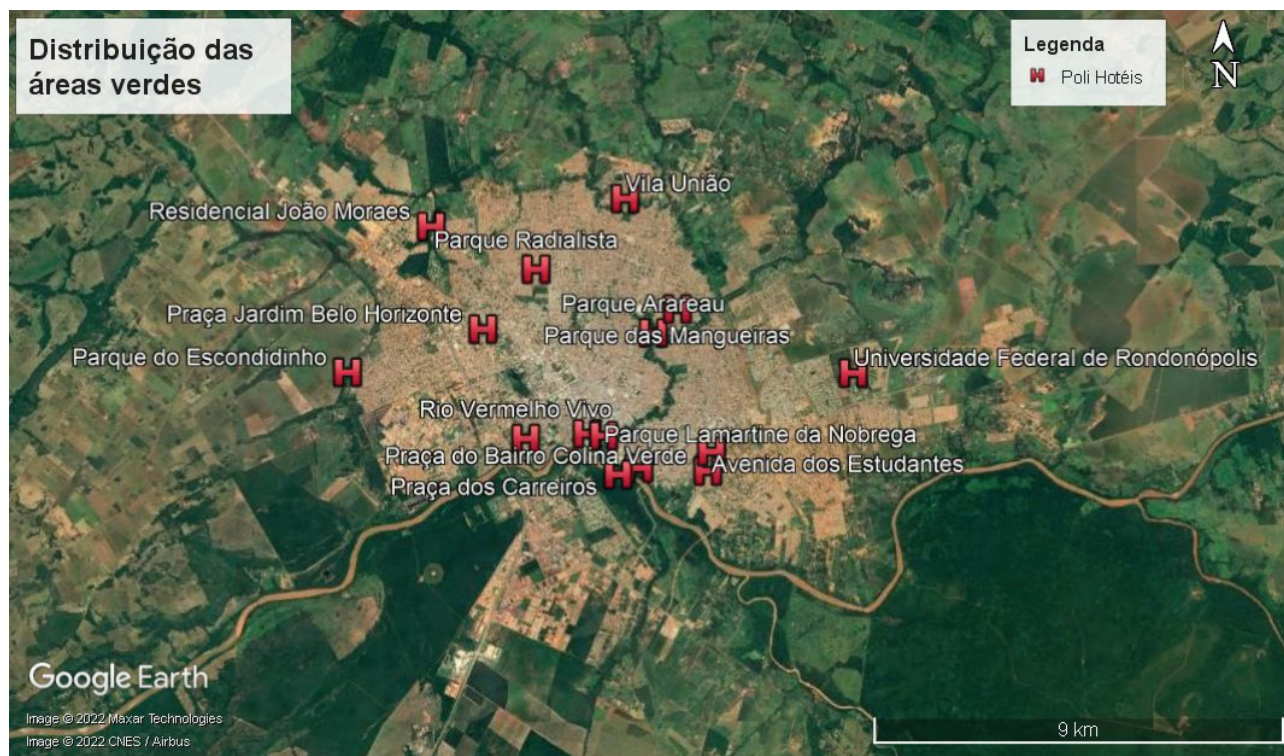 Distribuição das
áreas verdes
Legenda
H Poli Hotéis
N
Vila União
Residencial João Moraes
Parque Radialista
Parque Arareau
Praça Jardim Belo Horizonte
Parque das Mangueiras
Parque do Escondidinho
Universidade Federal de Rondonópolis
Rio Vermelho Vivo
Parque Lamartine da Nobrega
Praça do Bairro Colina Verde
Avenida dos Estudantes
Praça dos Carreiros
Google Earth
Image © 2022 Maxar Technologies
Image © 2022 CNES / Airbus
9 km